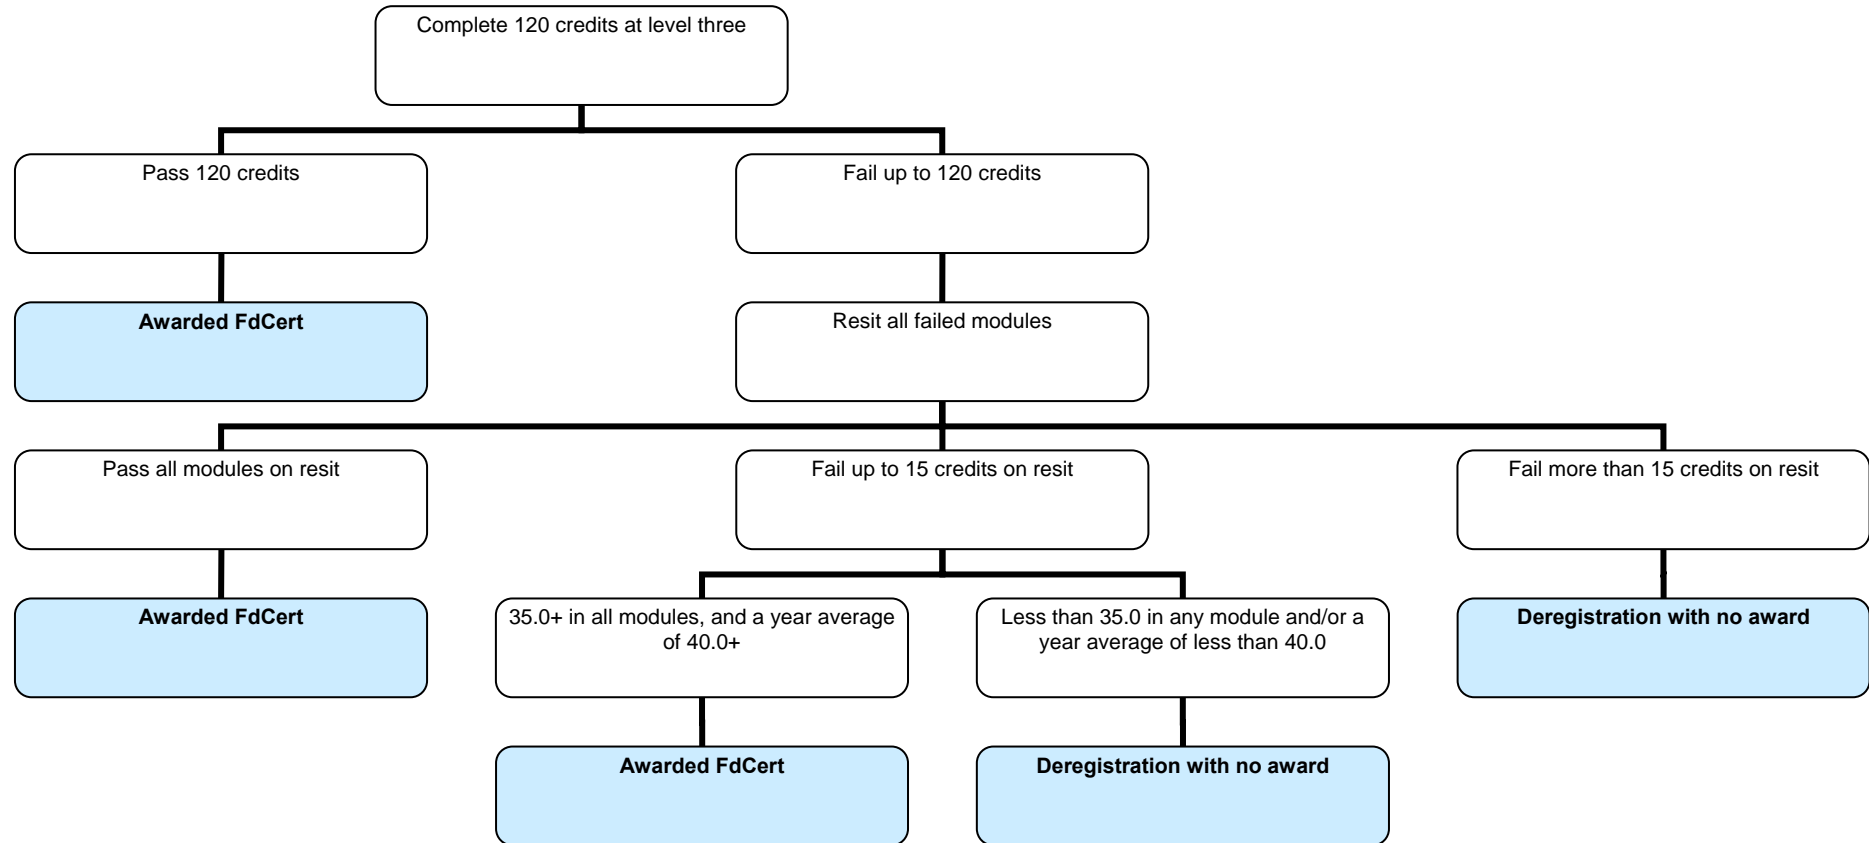 Complete 120 credits at level three
Pass 120 credits
Fail up to 120 credits
Awarded FdCert
Resit all failed modules
Pass all modules on resit
Fail up to 15 credits on resit
Fail more than 15 credits on resit
Awarded FdCert
35.0+ in all modules, and a year average
of 40.0+
Less than 35.0 in any module and/or a
year average of less than 40.0
Deregistration with no award
Awarded FdCert
Deregistration with no award